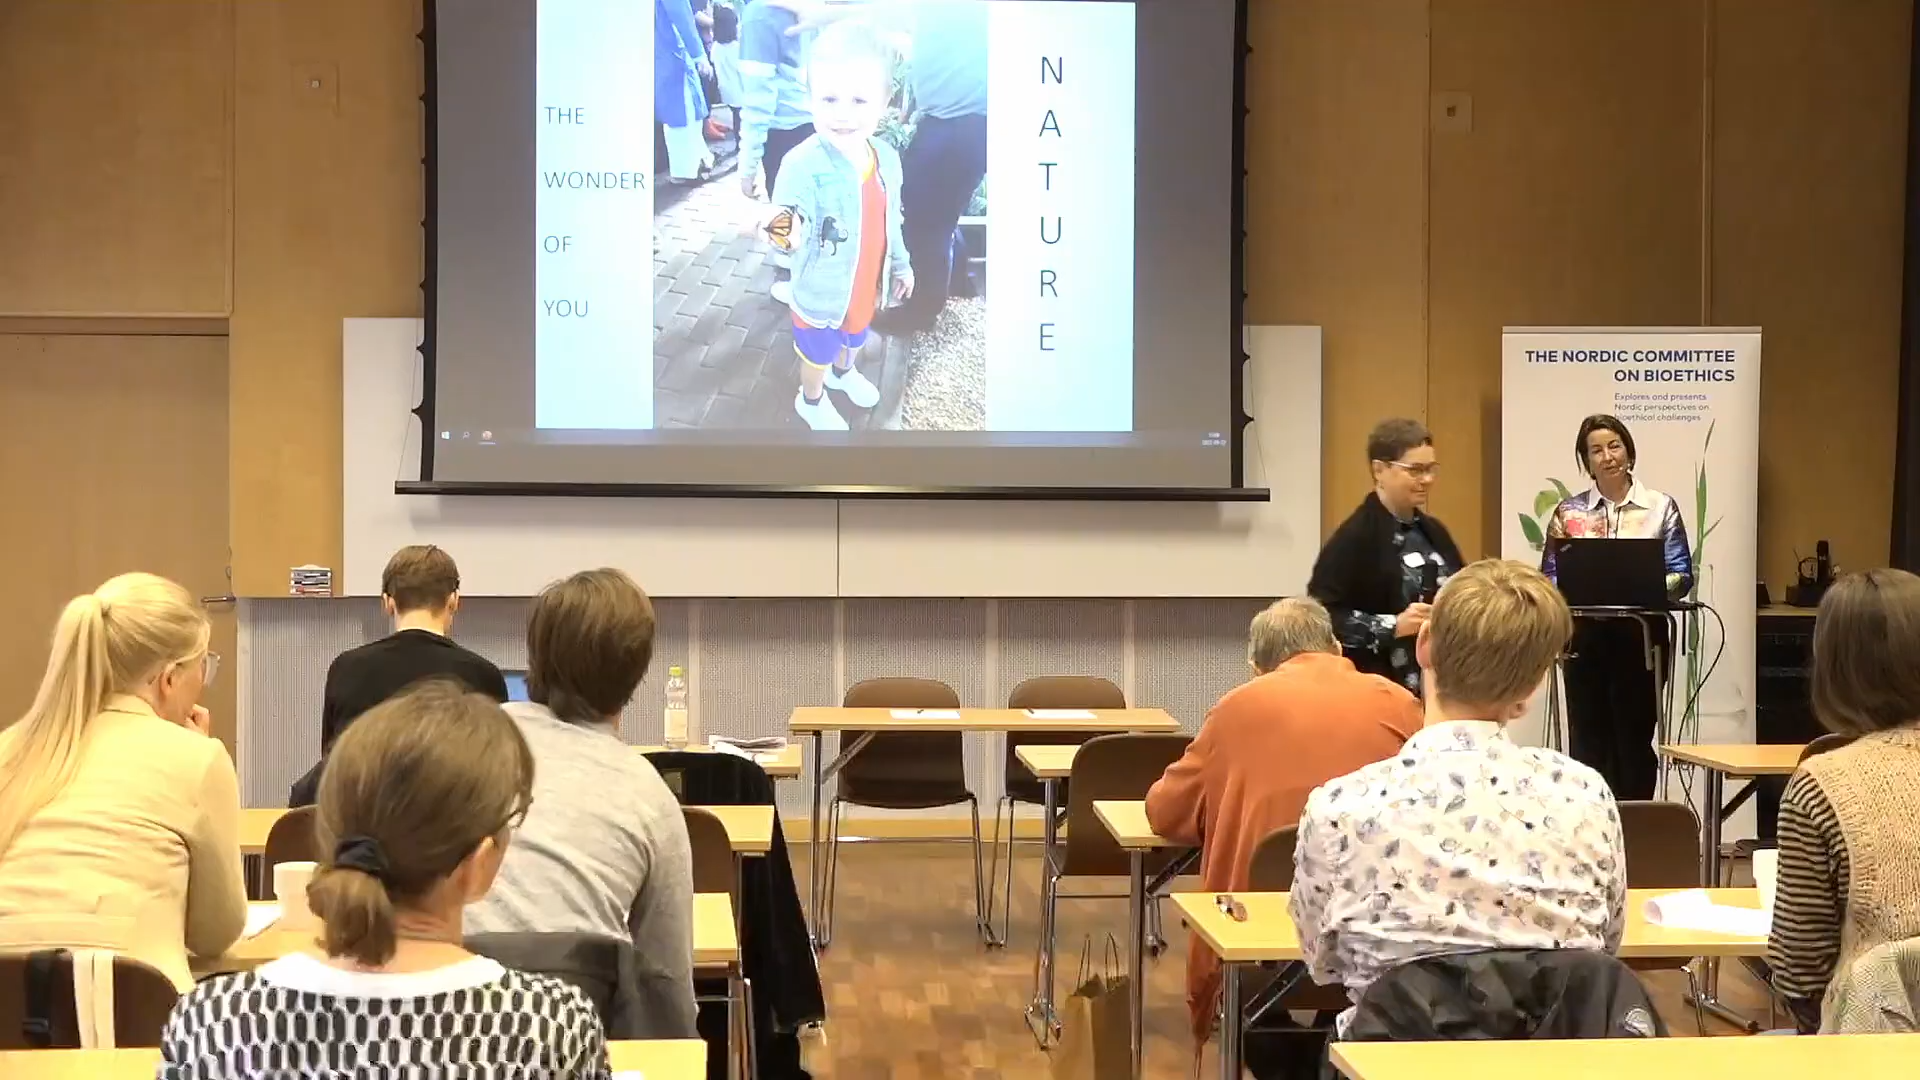 THE
WONDER
OF
YOU
N
A
T
U
R
E
THE NORDIC COMMITTEE
ON BIOETHICS
Explores and presents
Nordic perspectives on
bioethical challenges